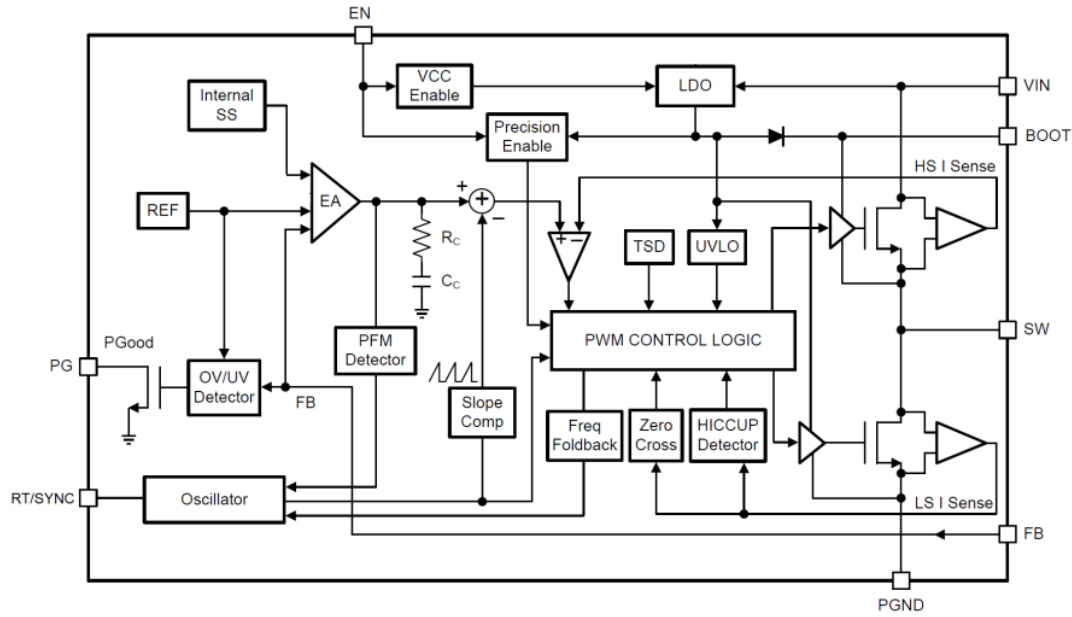 EN
VCC
Enable
LDO
VIN
Internal
SS
Precision
Enable
BOOT
HS I Sense
REF
EA
+
−
+ −
R_C
C_C
TSD
UVLO
PWM CONTROL LOGIC
SW
PGood
PG
OV/UV
Detector
FB
PFM
Detector
Slope
Comp
Freq
Foldback
Zero
Cross
HICCUP
Detector
LS I Sense
RT/SYNC
Oscillator
FB
PGND